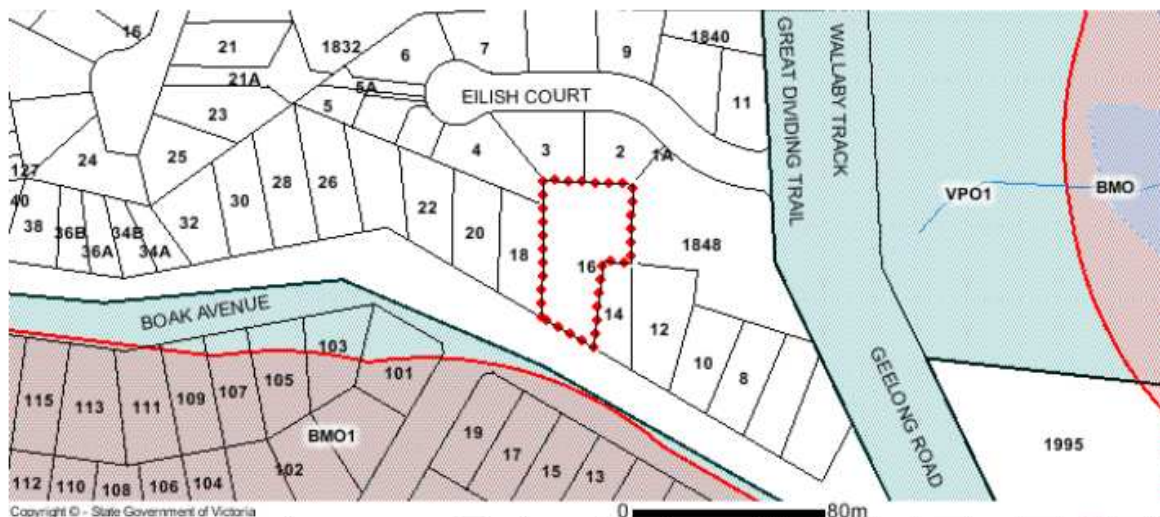 16
21
1832
6
7
9
1840
21A
5A
5
EILISH COURT
11
GREAT DIVIDING TRAIL
WALLABY TRACK
23
24
25
127
4
3
2
1A
VPO1
BMO
40
38
36B
36A
34B
34A
32
30
28
26
22
20
18
16
14
12
10
8
1848
BOAK AVENUE
GEELONG ROAD
103
101
105
107
109
111
113
115
BMO1
102
104
106
108
110
112
19
17
15
13
1995
Copyright © - State Government of Victoria
0 80m